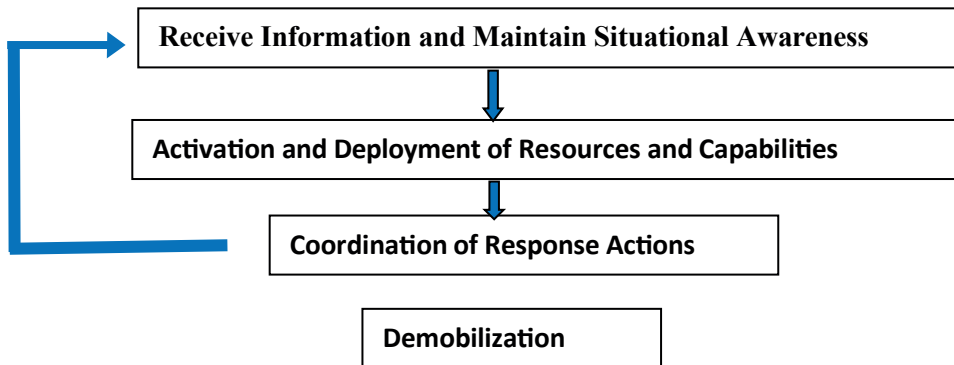 Receive Information and Maintain Situational Awareness
Activation and Deployment of Resources and Capabilities
Coordination of Response Actions
Demobilization